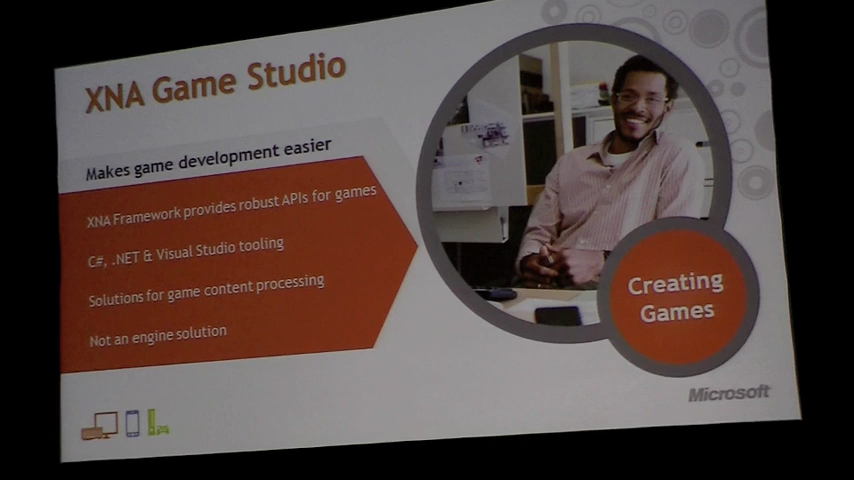 XNA Game Studio
Makes game development easier
XNA Framework provides robust APIs for games
C#, .NET & Visual Studio tooling
Solutions for game content processing
Not an engine solution
Creating
Games
Microsoft